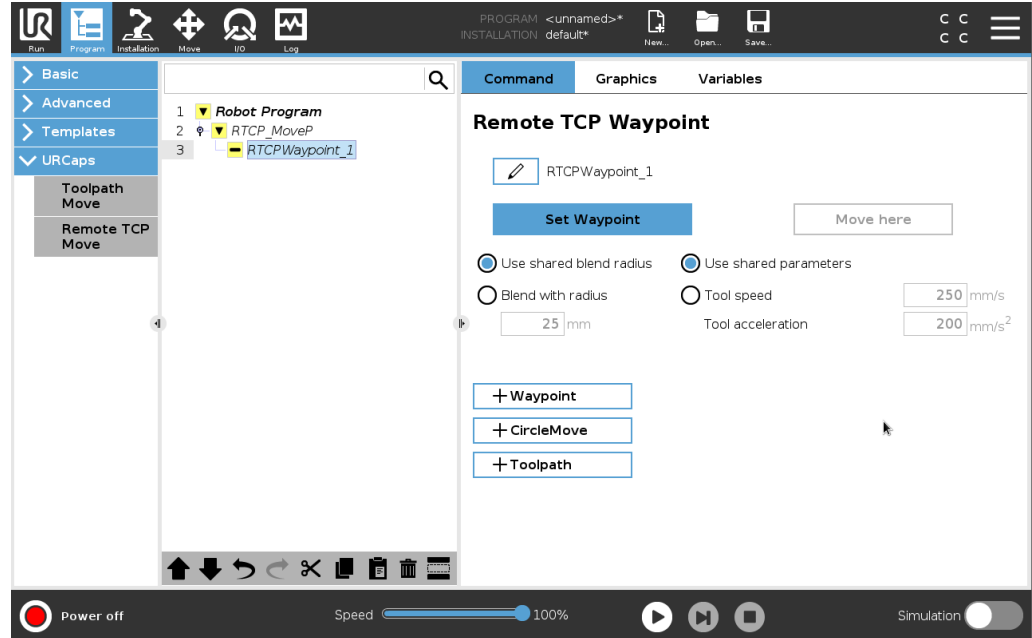 UR
Run
Program
Installation
Move
I/O
Log
PROGRAM <unnamed>*
INSTALLATION default*
New...
Open...
Save...
C C
C C
Basic
Advanced
Templates
URCaps
Toolpath
Move
Remote TCP
Move
1 Robot Program
2 RTCP_MoveP
3 RTCPWaypoint_1
Command Graphics Variables
Remote TCP Waypoint
RTCPWaypoint_1
Set Waypoint Move here
Use shared blend radius Use shared parameters
Blend with radius Tool speed 250 mm/s
25 mm Tool acceleration 200 mm/s²
+Waypoint
+CircleMove
+Toolpath
Power off
Speed 100%
Simulation